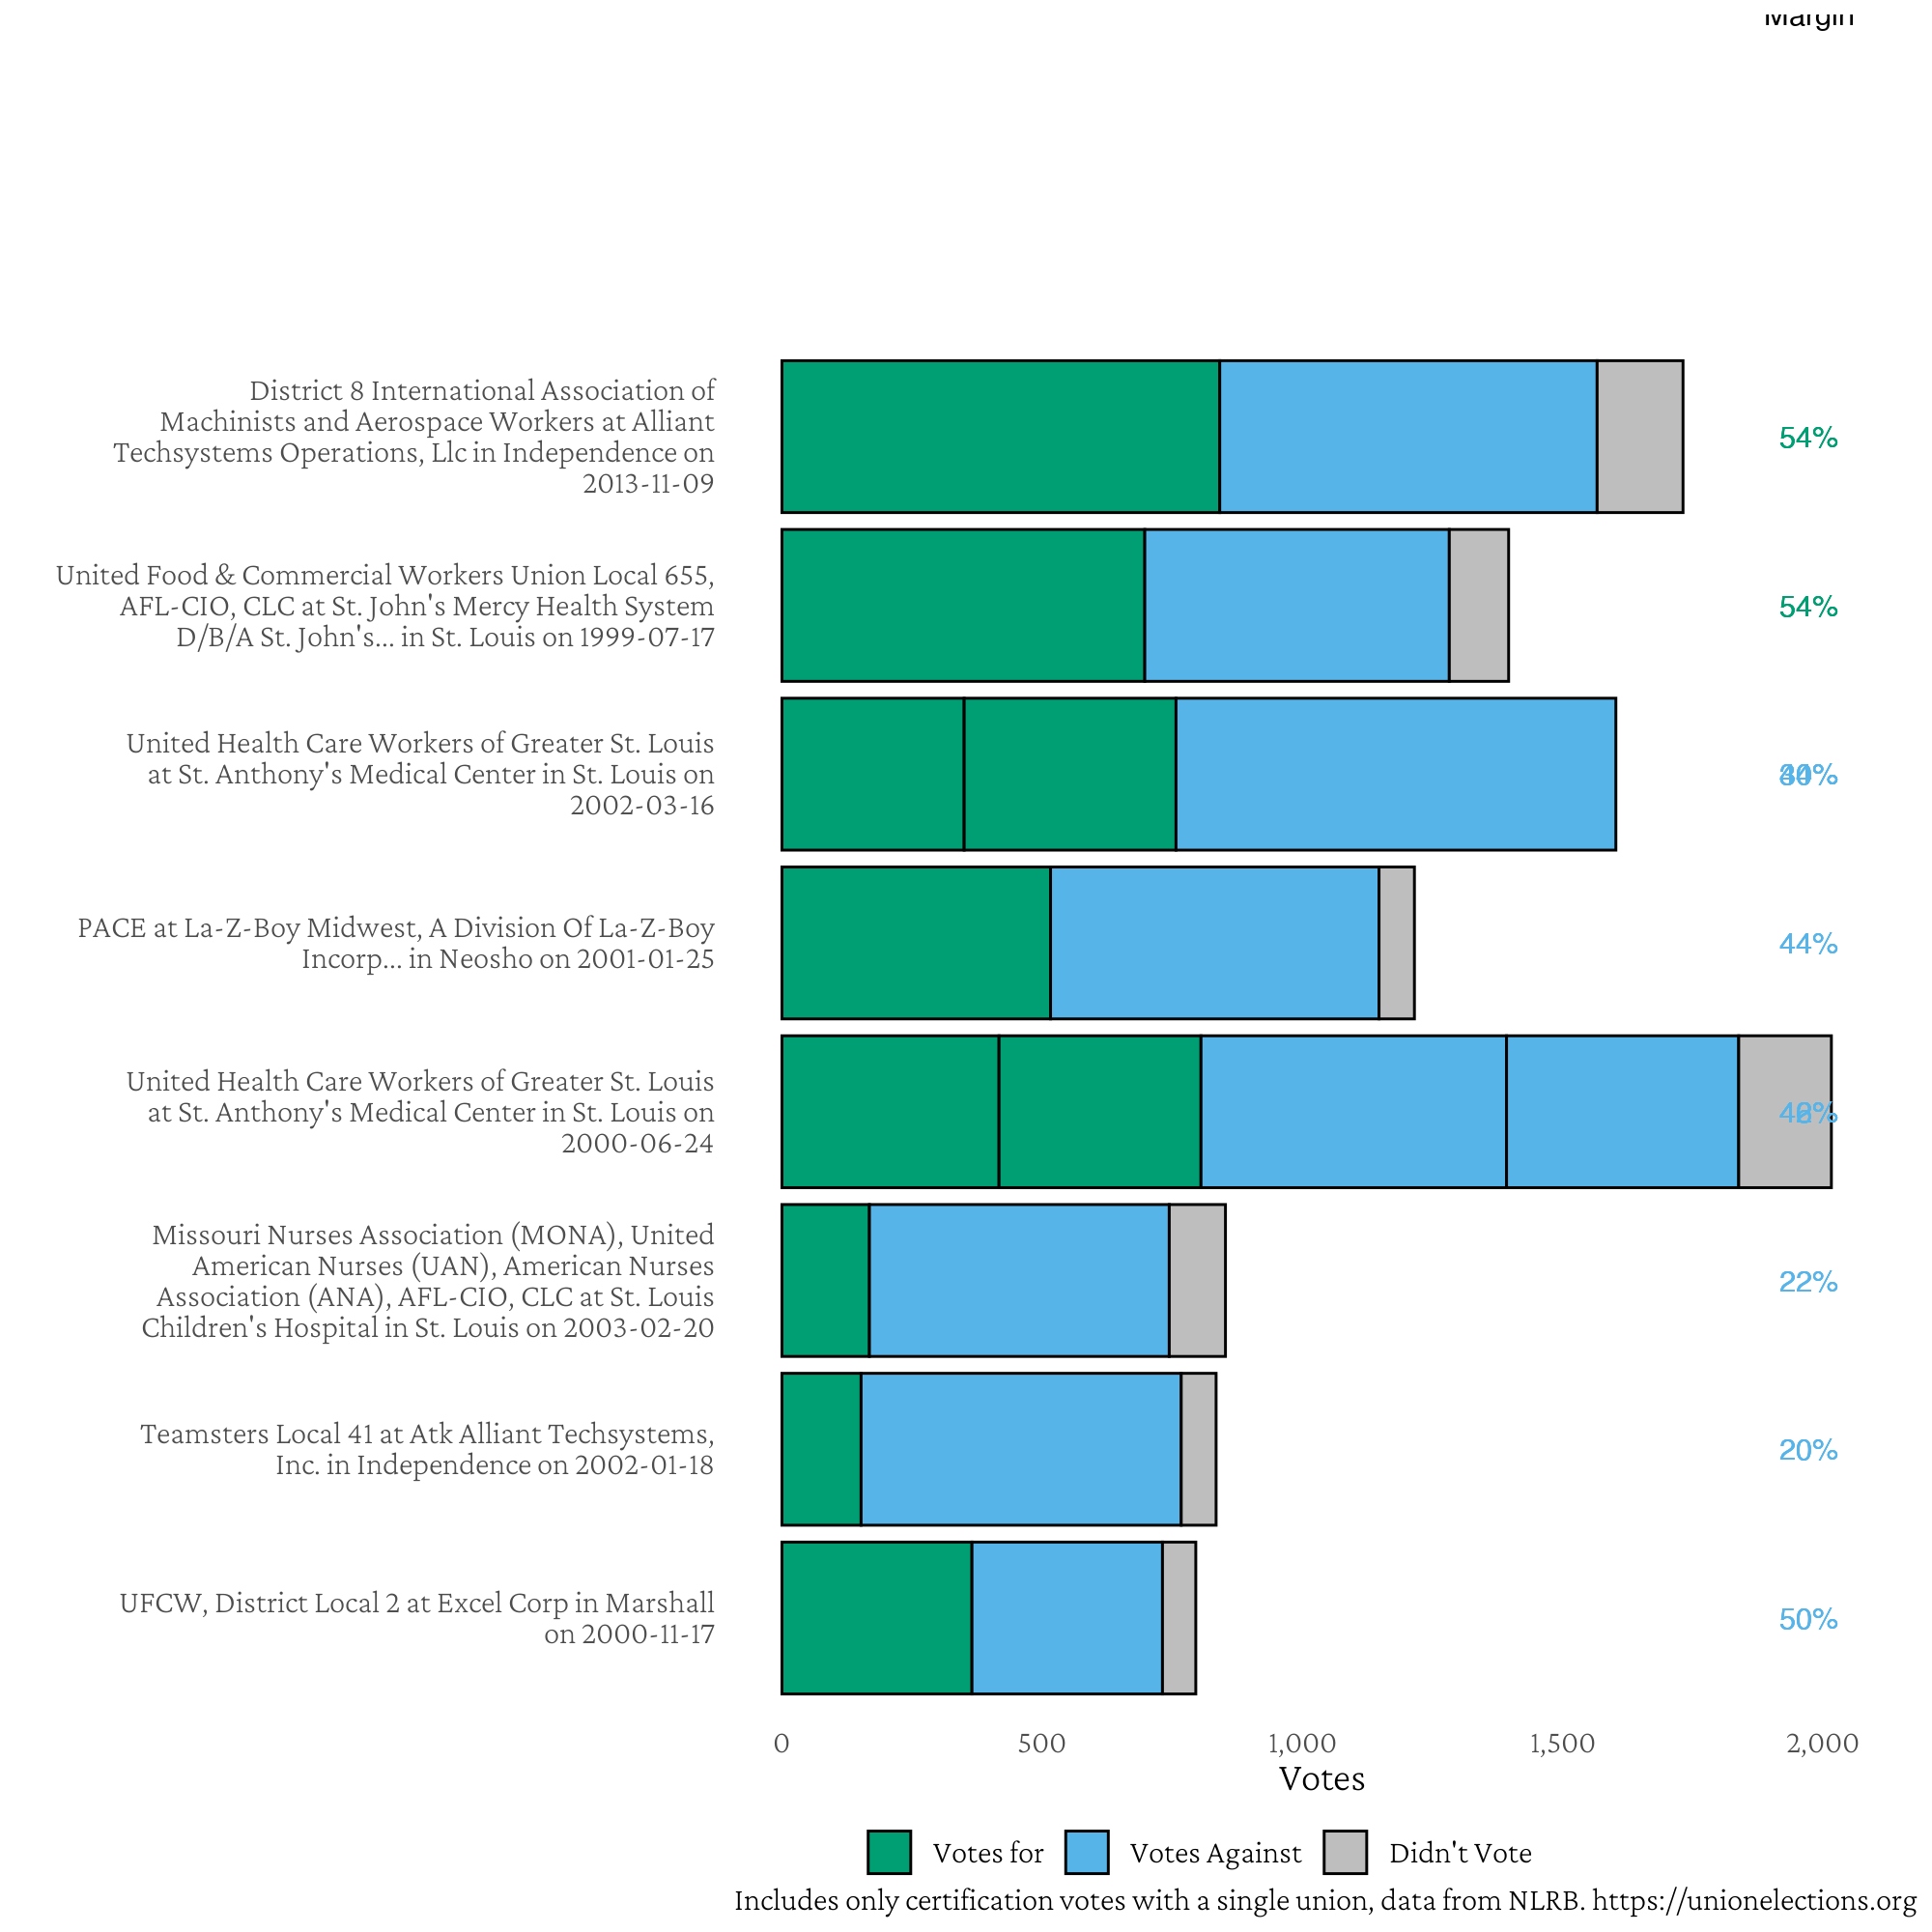 Margin
District 8 International Association of
Machinists and Aerospace Workers at Alliant
Techsystems Operations, Llc in Independence on
2013-11-09
54%
United Food & Commercial Workers Union Local 655,
AFL-CIO, CLC at St. John's Mercy Health System
D/B/A St. John's... in St. Louis on 1999-07-17
54%
United Health Care Workers of Greater St. Louis
at St. Anthony's Medical Center in St. Louis on
2002-03-16
PACE at La-Z-Boy Midwest, A Division Of La-Z-Boy
Incorp... in Neosho on 2001-01-25
44%
United Health Care Workers of Greater St. Louis
at St. Anthony's Medical Center in St. Louis on
2000-06-24
Missouri Nurses Association (MONA), United
American Nurses (UAN), American Nurses
Association (ANA), AFL-CIO, CLC at St. Louis
Children's Hospital in St. Louis on 2003-02-20
22%
Teamsters Local 41 at Atk Alliant Techsystems,
Inc. in Independence on 2002-01-18
20%
UFCW, District Local 2 at Excel Corp in Marshall
on 2000-11-17
50%
0 500 1,000 1,500 2,000
Votes
Votes for Votes Against Didn't Vote
Includes only certification votes with a single union, data from NLRB. https://unionelections.org